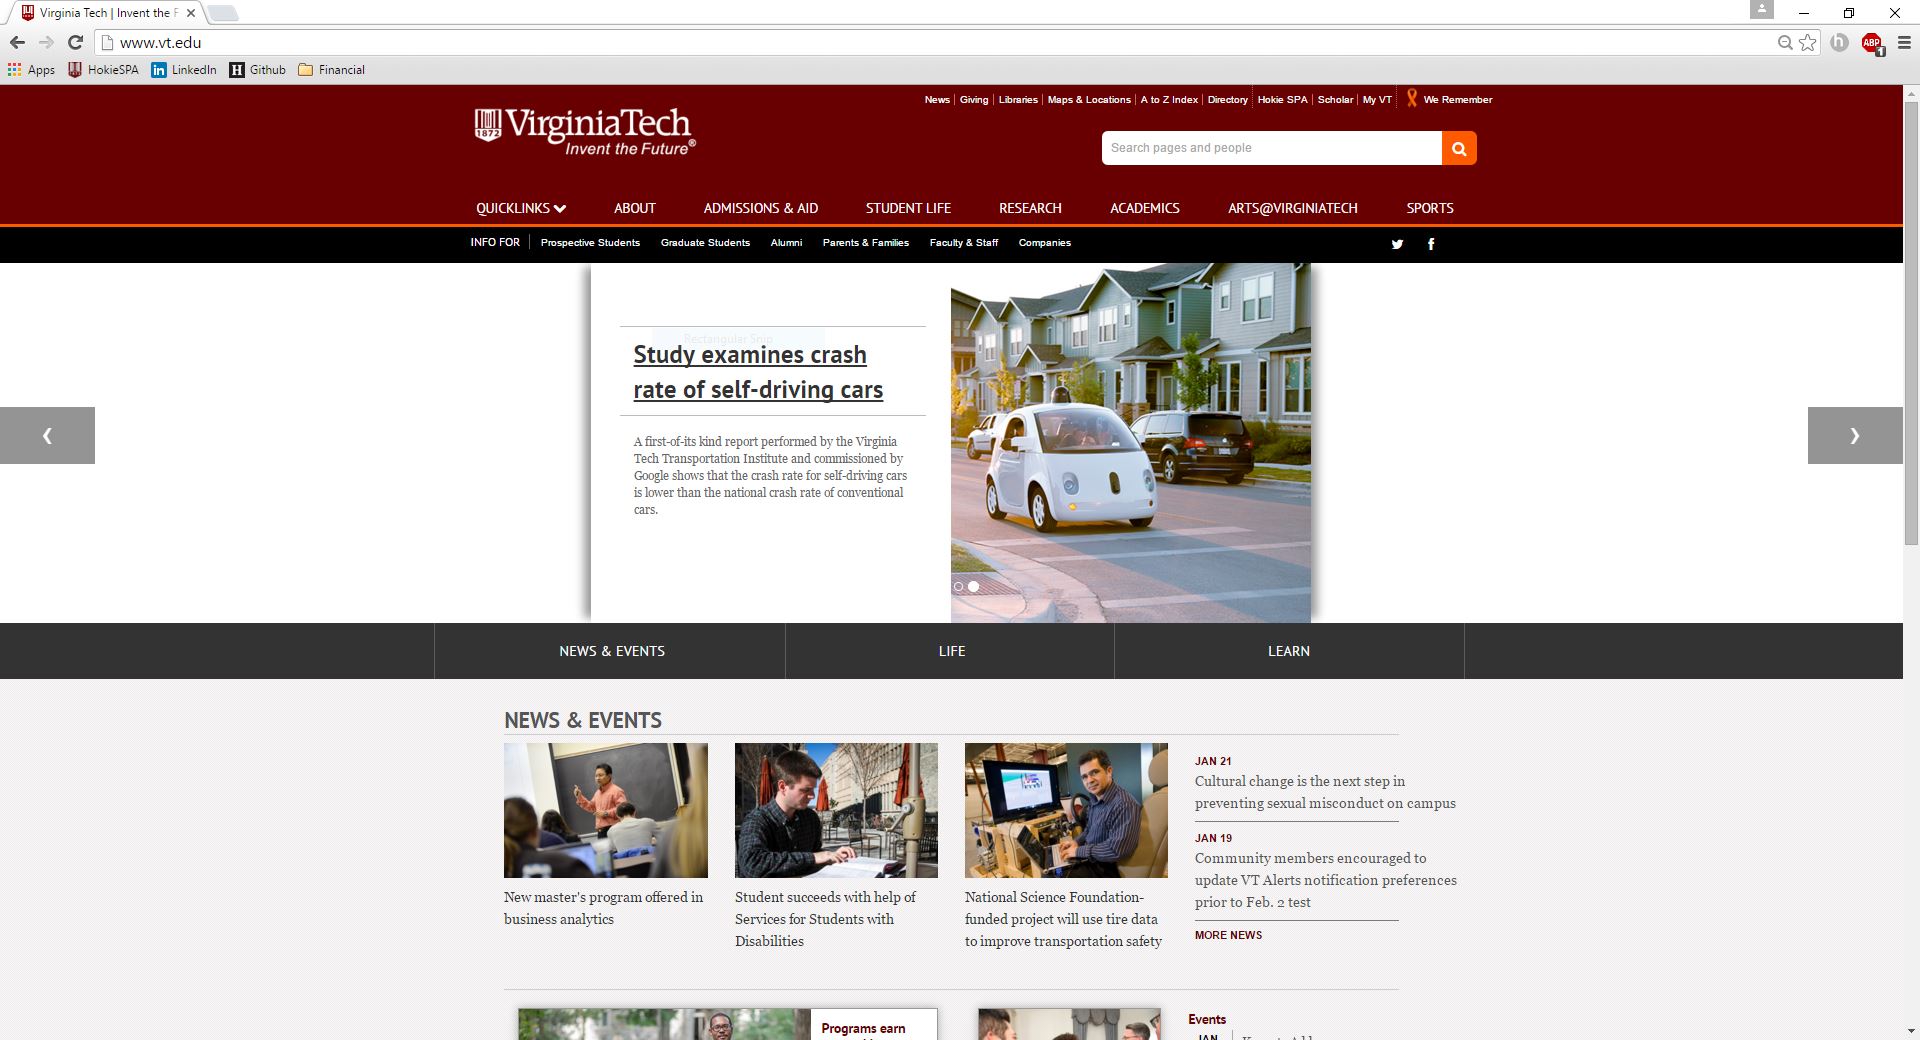 Virginia Tech | Invent the F
www.vt.edu
ABP
1
Apps HokieSPA LinkedIn Github Financial
News Giving Libraries Maps & Locations A to Z Index Directory Hokie SPA Scholar My VT We Remember
1872
VirginiaTech
Invent the Future®
Search pages and people
QUICKLINKS ABOUT ADMISSIONS & AID STUDENT LIFE RESEARCH ACADEMICS ARTS@VIRGINIATECH SPORTS
INFO FOR Prospective Students Graduate Students Alumni Parents & Families Faculty & Staff Companies
Rectangular Snip
Study examines crash
rate of self-driving cars
A first-of-its kind report performed by the Virginia
Tech Transportation Institute and commissioned by
Google shows that the crash rate for self-driving cars
is lower than the national crash rate of conventional
cars.
NEWS & EVENTS LIFE LEARN
NEWS & EVENTS
New master's program offered in
business analytics
Student succeeds with help of
Services for Students with
Disabilities
National Science Foundation-
funded project will use tire data
to improve transportation safety
JAN 21
Cultural change is the next step in
preventing sexual misconduct on campus
JAN 19
Community members encouraged to
update VT Alerts notification preferences
prior to Feb. 2 test
MORE NEWS
Programs earn
Events
JAN